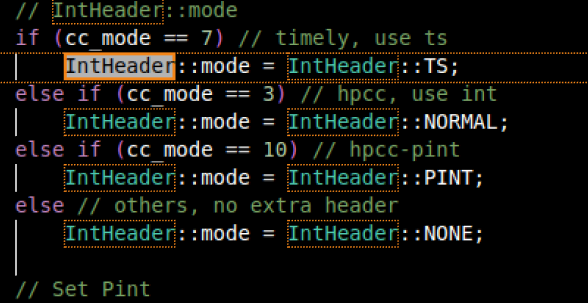 // IntHeader::mode
if (cc_mode == 7) // timely, use ts
IntHeader::mode = IntHeader::TS;
else if (cc_mode == 3) // hpcc, use int
IntHeader::mode = IntHeader::NORMAL;
else if (cc_mode == 10) // hpcc-pint
IntHeader::mode = IntHeader::PINT;
else // others, no extra header
IntHeader::mode = IntHeader::NONE;
// Set Pint